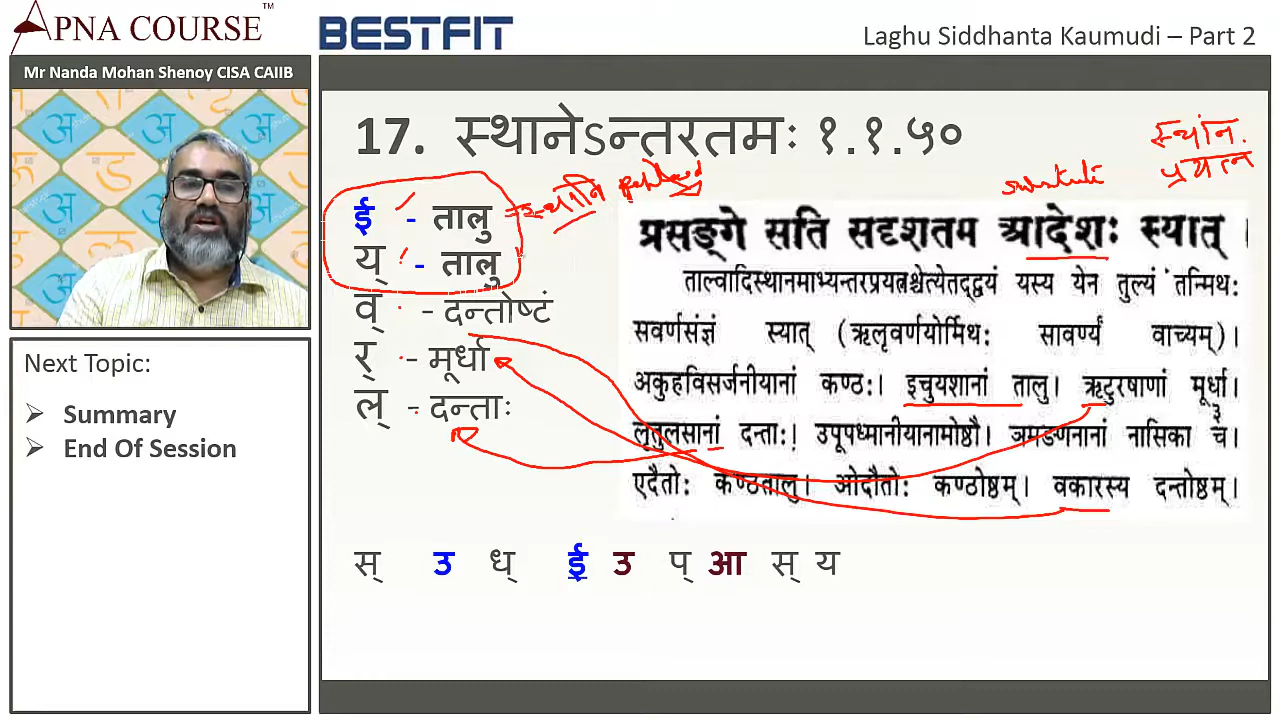 APNA COURSE™
BESTFIT
Laghu Siddhanta Kaumudi – Part 2
Mr Nanda Mohan Shenoy CISA CAIIB
Next Topic:
Summary
End Of Session
17. स्थानेऽन्तरतमः १.१.५०
स्थान.
प्रयत्न
ई - तालु
स्थानि
य् - तालु
व् - दन्तोष्टं
र् - मूर्धा
ल् - दन्ताः
प्रसङ्गे सति सदृशतम आदेशः स्यात् ।
ताल्वादिस्थानमाभ्यन्तरप्रयत्नश्चेत्येतद्द्वयं यस्य येन तुल्यं तन्मिथः
सवर्णसंज्ञं स्यात् (ऋलृवर्णयोर्मिथः सावर्ण्यं वाच्यम्)।
अकुहविसर्जनीयानां कण्ठः। इचुयशानां तालु। ऋटुरषाणां मूर्धा।
लृतुलसानां दन्ताः। उपूपध्मानीयानामोष्ठौ। ञमङणनानां नासिका च।
एदैतोः कण्ठतालु। ओदौतोः कण्ठोष्ठम्। वकारस्य दन्तोष्ठम्।
स् उ ध् ई उ प् आ स् य